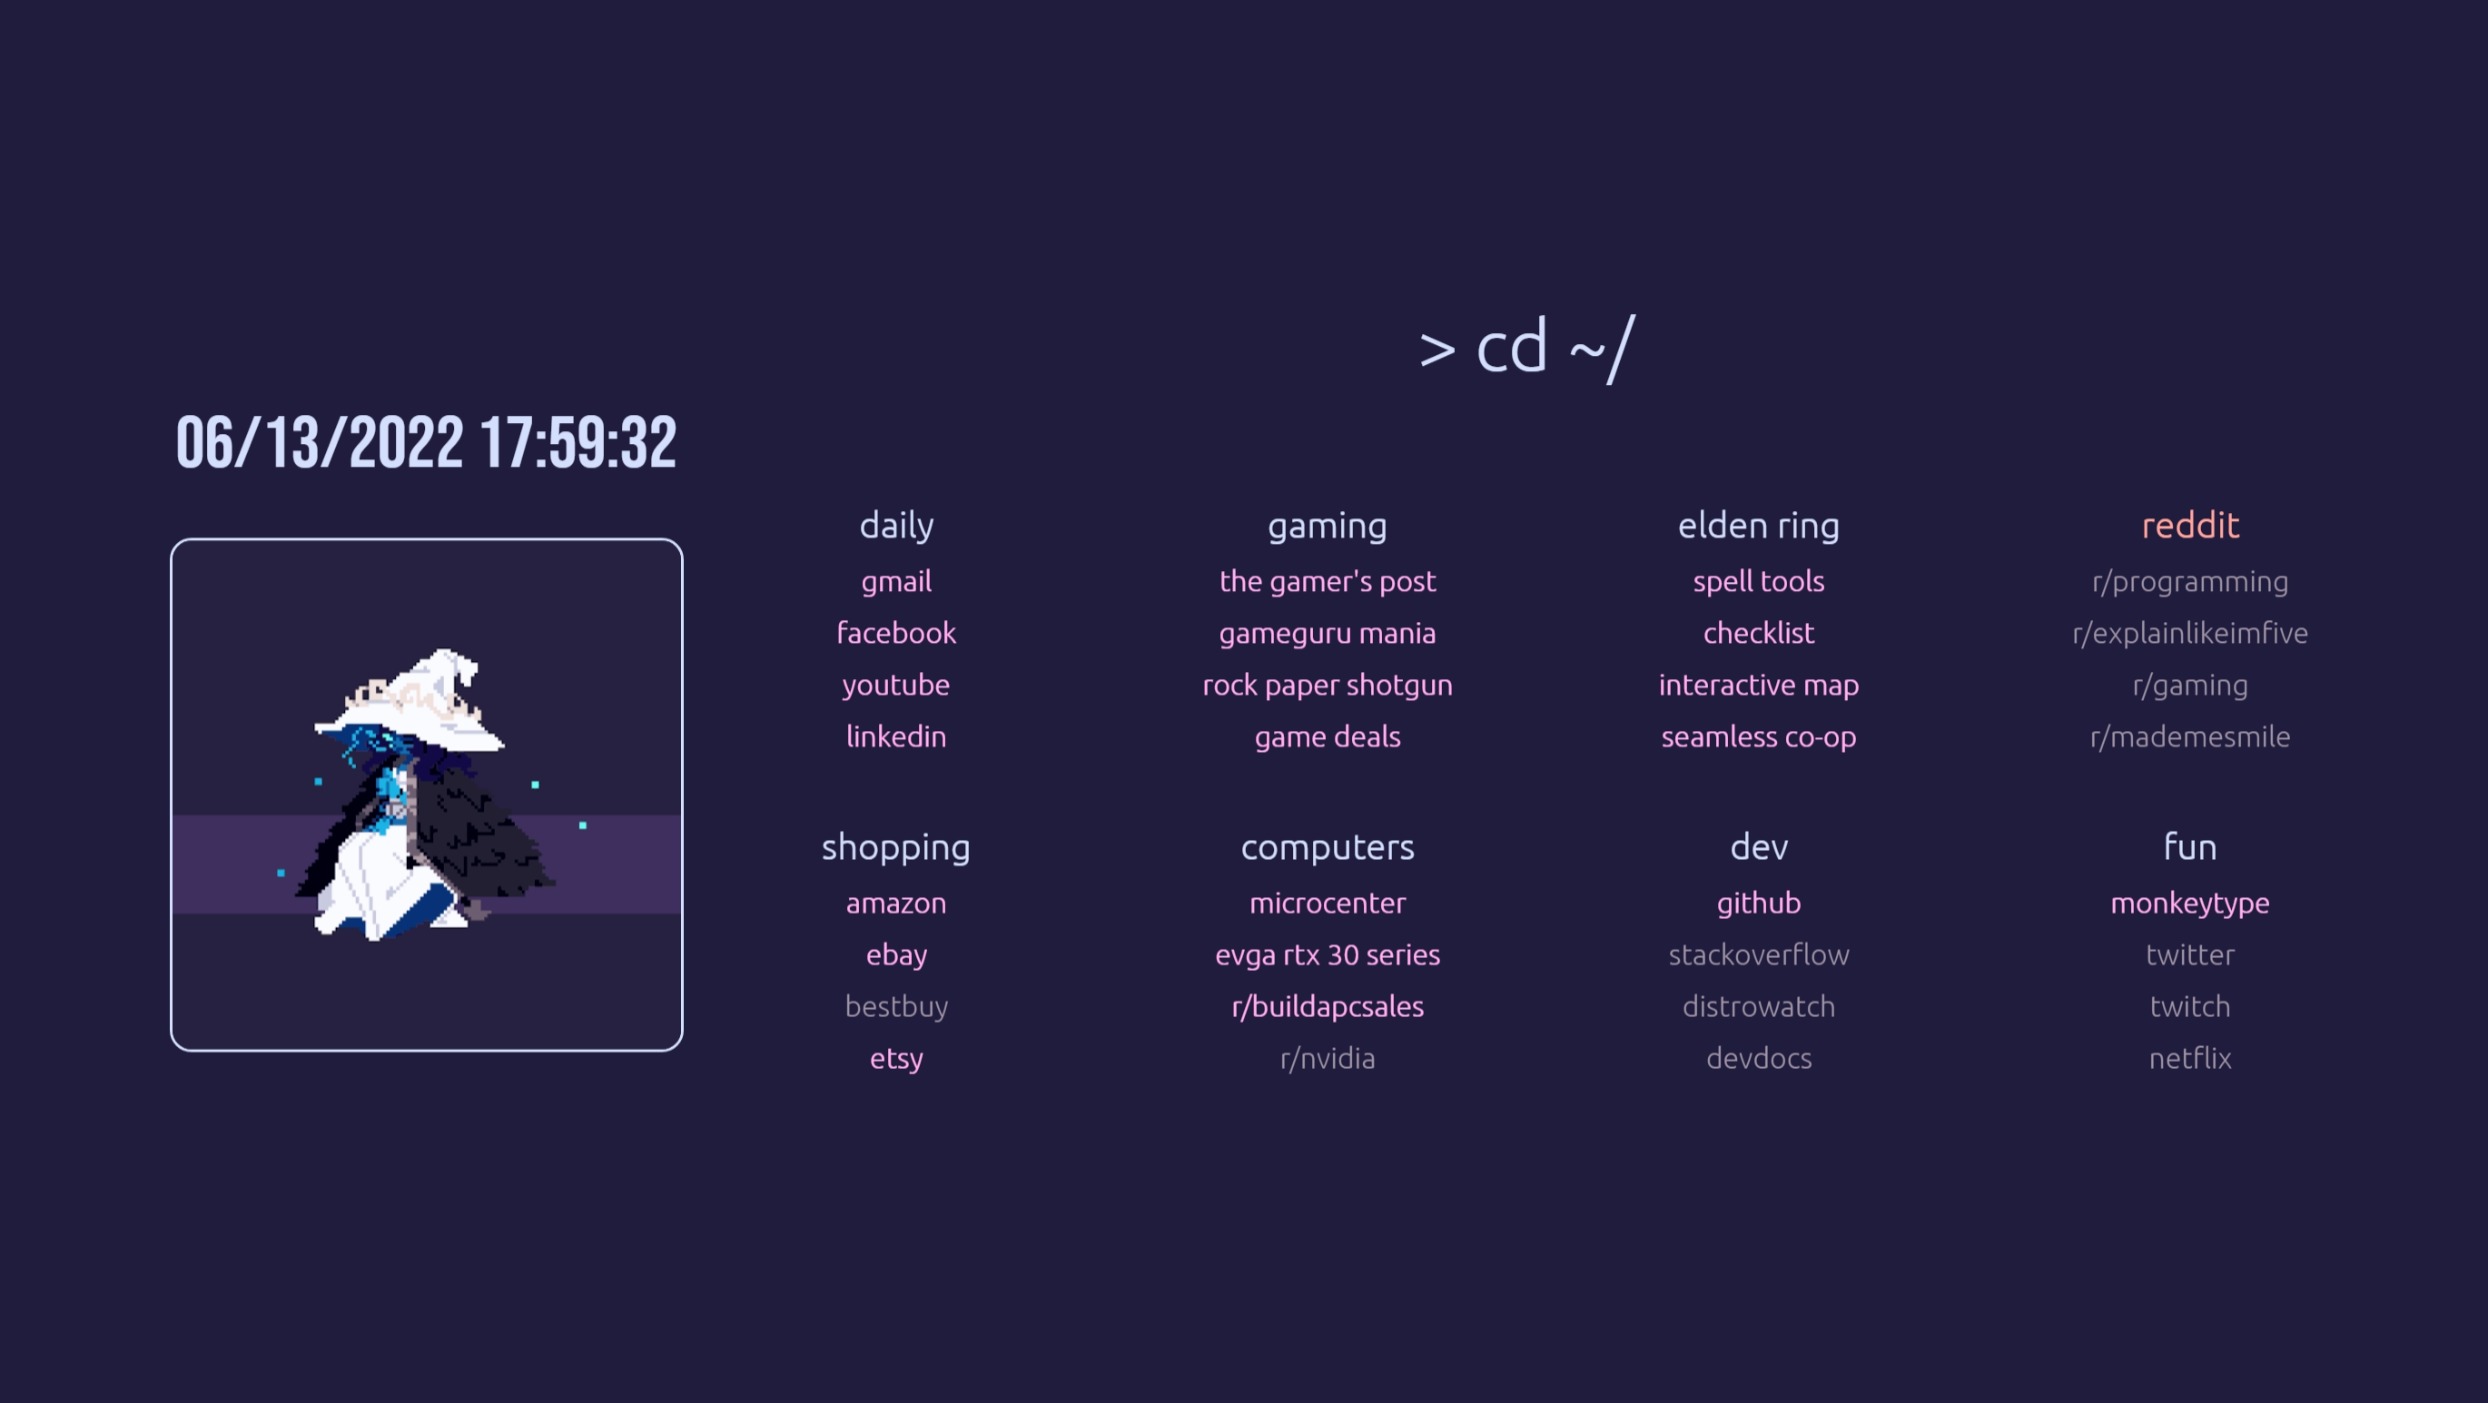 > cd ~/
06/13/2022 17:59:32
daily
gmail
facebook
youtube
linkedin
gaming
the gamer's post
gameguru mania
rock paper shotgun
game deals
elden ring
spell tools
checklist
interactive map
seamless co-op
reddit
r/programming
r/explainlikeimfive
r/gaming
r/mademesmile
shopping
amazon
ebay
bestbuy
etsy
computers
microcenter
evga rtx 30 series
r/buildapcsales
r/nvidia
dev
github
stackoverflow
distrowatch
devdocs
fun
monkeytype
twitter
twitch
netflix